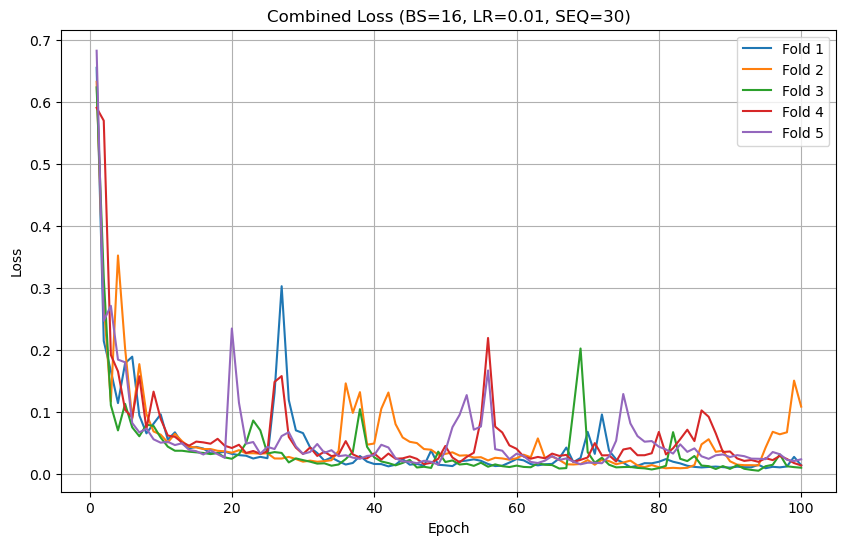 Combined Loss (BS=16, LR=0.01, SEQ=30)
Fold 1
Fold 2
Fold 3
Fold 4
Fold 5
Loss
0.7
0.6
0.5
0.4
0.3
0.2
0.1
0.0
0 20 40 60 80 100
Epoch